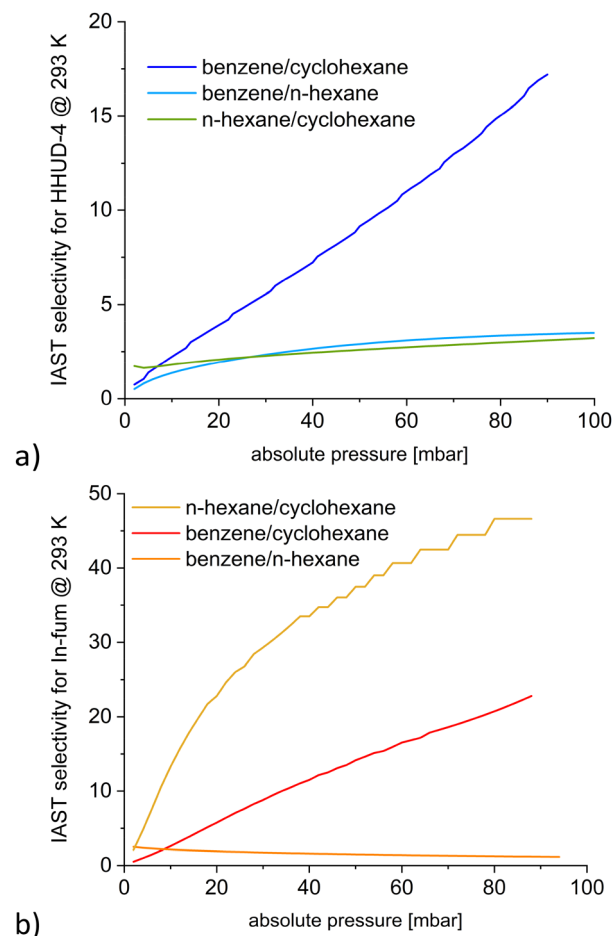 IAST selectivity for HHUD-4 @ 293 K
benzene/cyclohexane
benzene/n-hexane
n-hexane/cyclohexane
20
15
10
5
0
0 20 40 60 80 100
absolute pressure [mbar]
a)
IAST selectivity for In-fum @ 293 K
n-hexane/cyclohexane
benzene/cyclohexane
benzene/n-hexane
50
40
30
20
10
0
0 20 40 60 80 100
absolute pressure [mbar]
b)